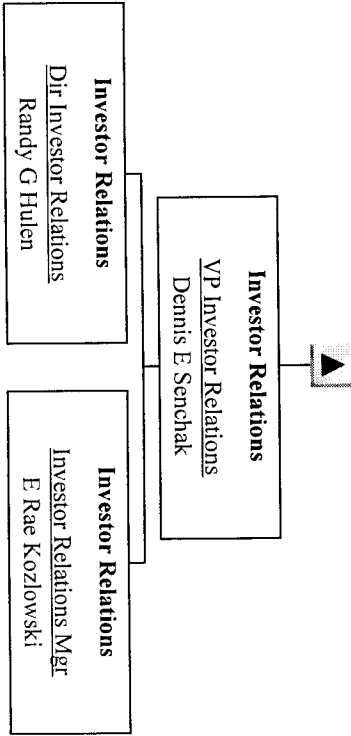 Investor Relations
VP Investor Relations
Dennis E Senchak
Investor Relations
Dir Investor Relations
Randy G Hulen
Investor Relations
Investor Relations Mgr
E Rae Kozlowski